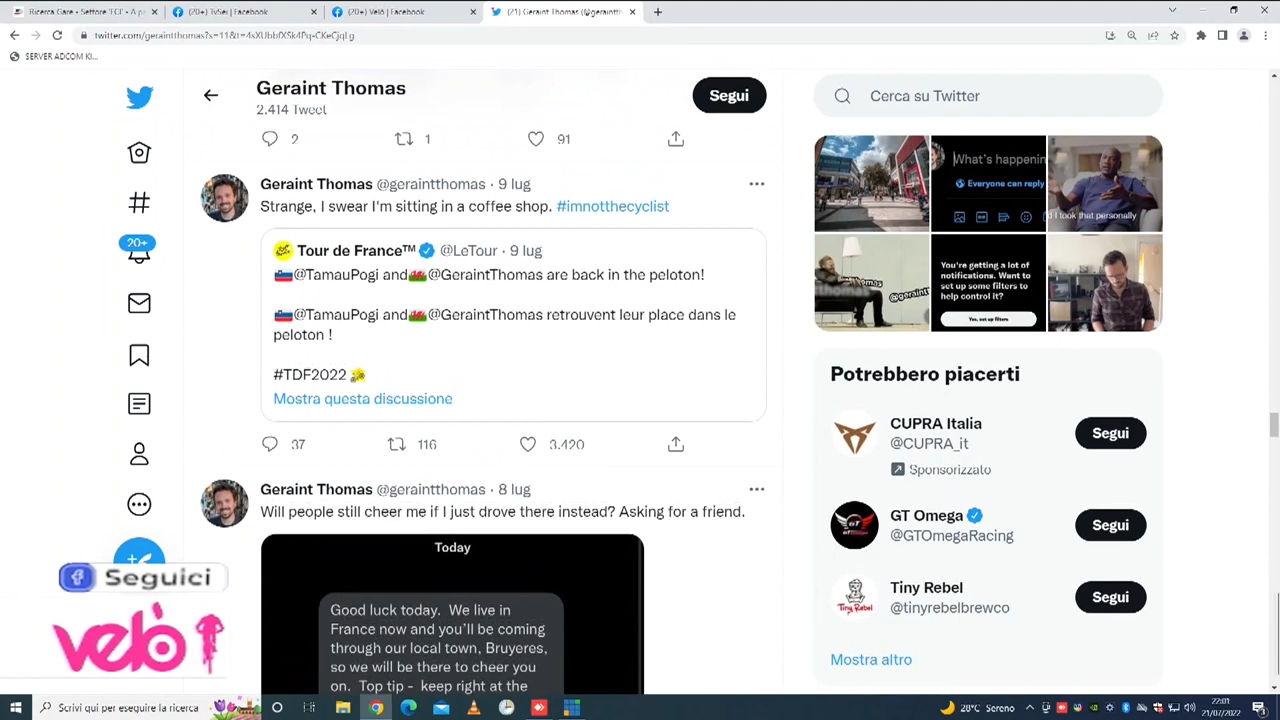 Ricerca Gare - Settore 'FCI' - A p
(20+) TvSei | Facebook
(20+) Velò | Facebook
(21) Geraint Thomas (@geraintth
SERVER ADCOM KI...
Geraint Thomas
2.414 Tweet
Segui
2 1 91
Geraint Thomas @geraintthomas · 9 lug
Strange, I swear I'm sitting in a coffee shop. #imnotthecyclist
Tour de France™ @LeTour · 9 lug
🇸🇮@TamauPogi and🏴󠁧󠁢󠁷󠁬󠁳󠁿@GeraintThomas are back in the peloton!
🇸🇮@TamauPogi and🏴󠁧󠁢󠁷󠁬󠁳󠁿@GeraintThomas retrouvent leur place dans le
peloton !
#TDF2022
Mostra questa discussione
37 116 3.420
Geraint Thomas @geraintthomas · 8 lug
Will people still cheer me if I just drove there instead? Asking for a friend.
Today
Good luck today. We live in
France now and you'll be coming
through our local town, Bruyeres,
so we will be there to cheer you
on. Top tip - keep right at the
20+
Seguici
velò
Cerca su Twitter
What's happenin
Everyone can reply
d I took that personally
@geraint
You're getting a lot of
notifications. Want to
set up some filters to
help control it?
Yes, set up filters
Potrebbero piacerti
CUPRA Italia
@CUPRA_it
Sponsorizzato
Segui
GT Omega
@GTOmegaRacing
Segui
Tiny Rebel
@tinyrebelbrewco
Segui
Mostra altro
Scrivi qui per eseguire la ricerca
28°C Sereno
22:01
21/07/2022